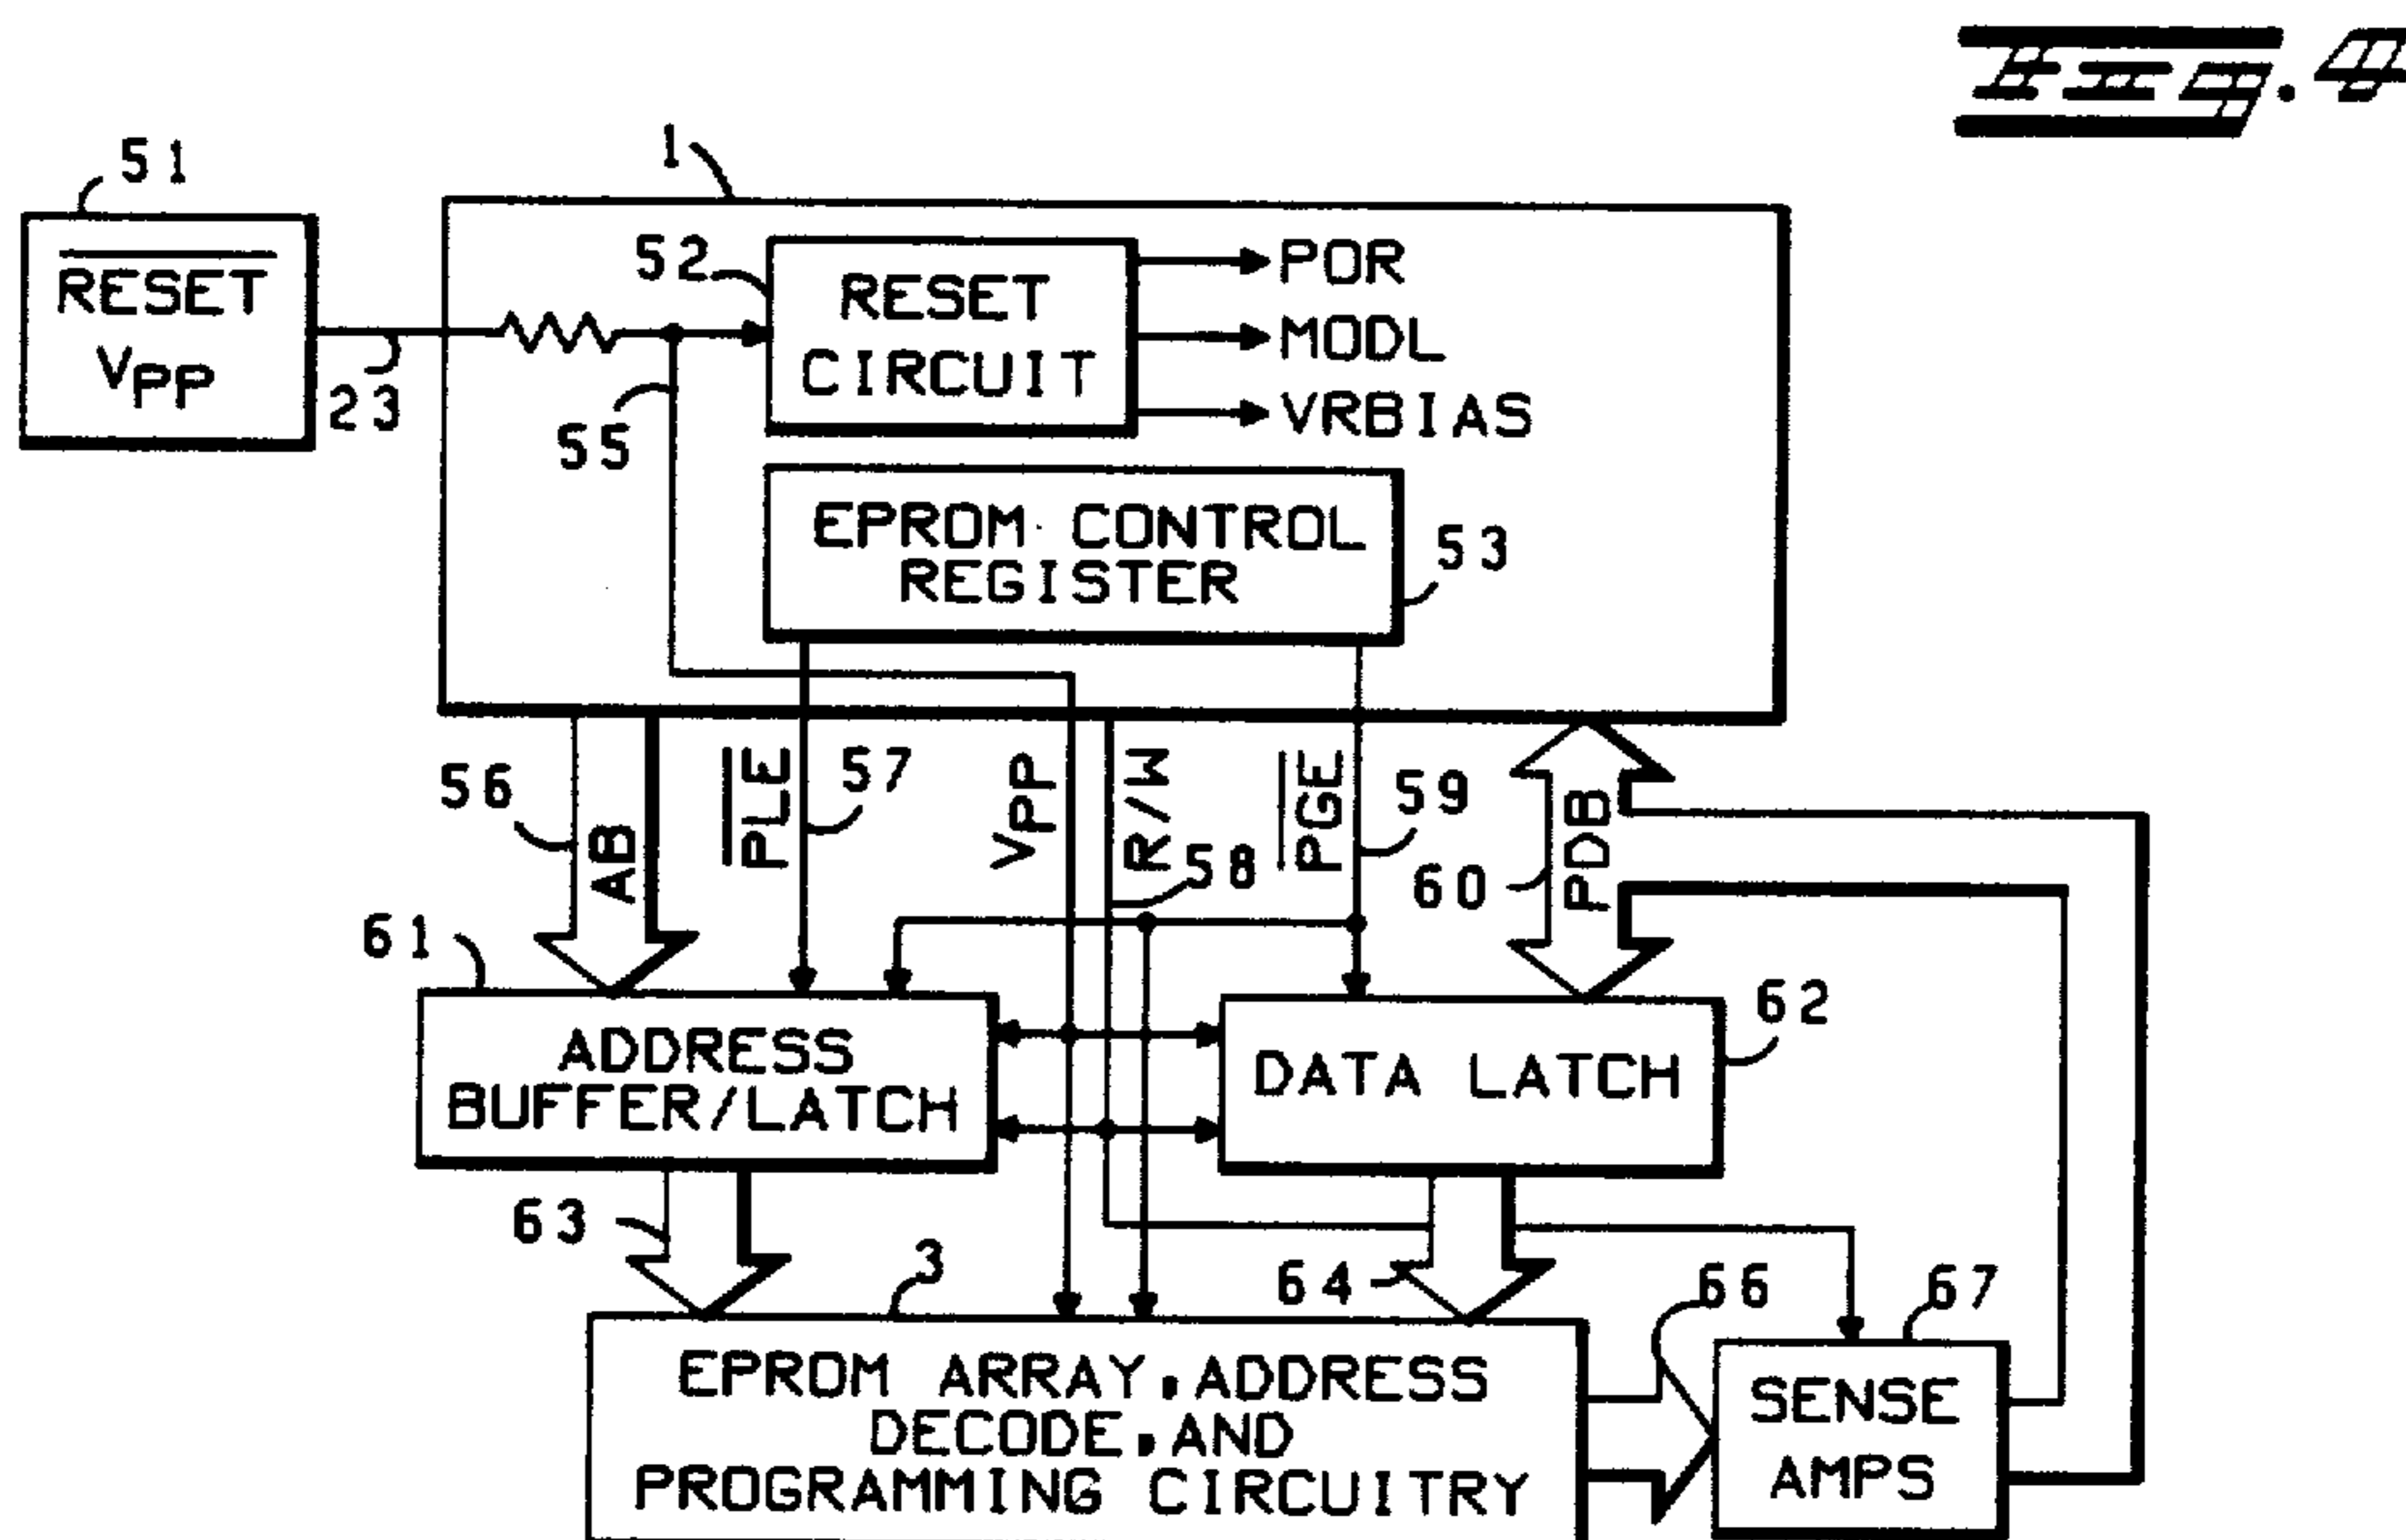 Fig. 4
51
1
RESET
VPP
23
52
RESET
CIRCUIT
POR
MODL
VRBIAS
55
EPROM CONTROL
REGISTER
53
56
AB
PLE
57
VPP
R/W
58
PGE
59
60
PDB
61
ADDRESS
BUFFER/LATCH
DATA LATCH
62
63
3
64
66
67
EPROM ARRAY, ADDRESS
DECODE, AND
PROGRAMMING CIRCUITRY
SENSE
AMPS